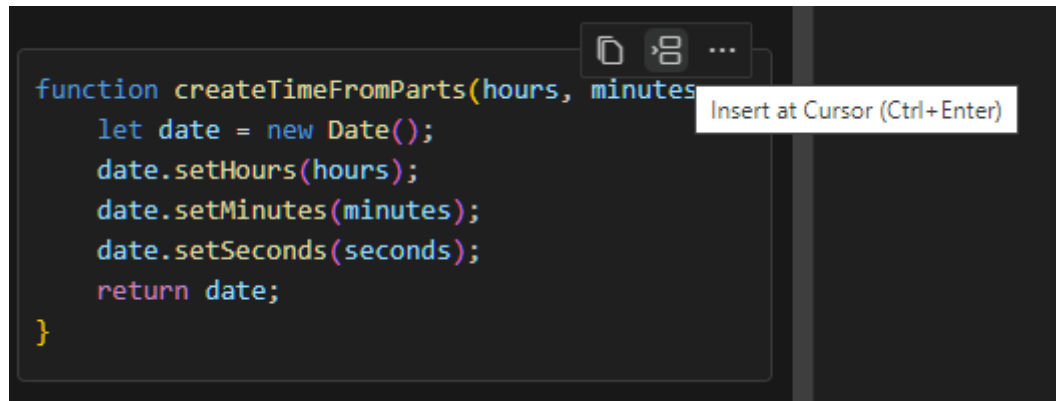 function createTimeFromParts(hours, minutes
Insert at Cursor (Ctrl+Enter)
let date = new Date();
date.setHours(hours);
date.setMinutes(minutes);
date.setSeconds(seconds);
return date;
}